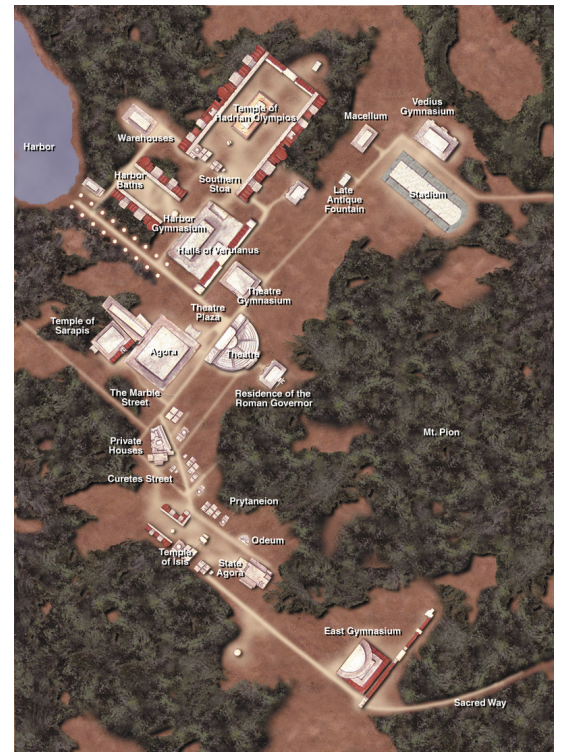 Temple of
Hadrian Olympios
Vedius
Gymnasium
Macellum
Warehouses
Harbor
Harbor
Baths
Southern
Stoa
Late
Antique
Fountain
Stadium
Harbor
Gymnasium
Halls of Verulanus
Theatre
Gymnasium
Theatre
Plaza
Temple of
Sarapis
Agora
Theatre
The Marble
Street
Residence of the
Roman Governor
Mt. Pion
Private
Houses
Curetes Street
Prytaneion
Odeum
Temple
of Isis
State
Agora
East Gymnasium
Sacred Way